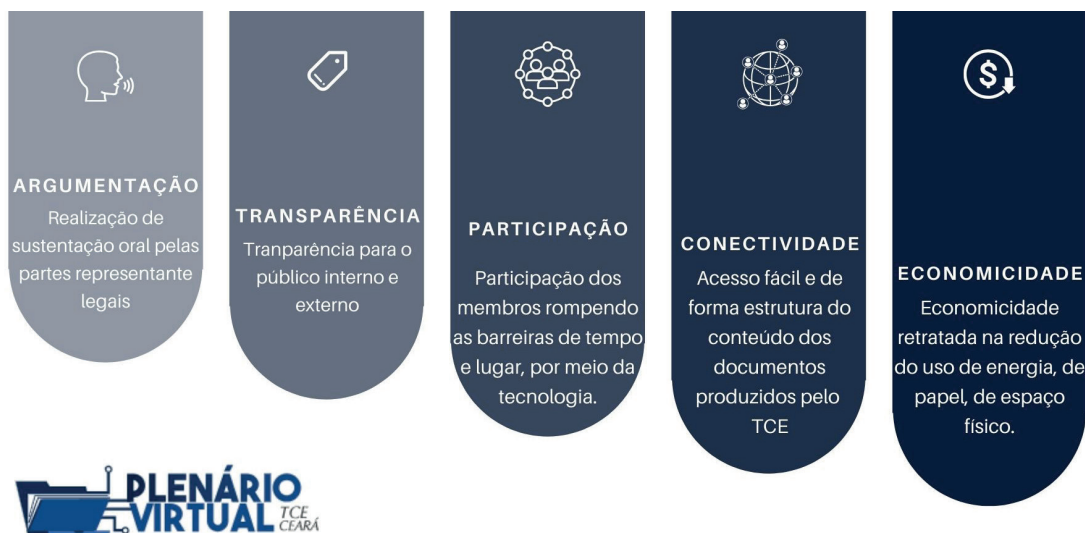 ARGUMENTAÇÃO
Realização de
sustentação oral pelas
partes representante
legais
TRANSPARÊNCIA
Tranparência para o
público interno e
externo
PARTICIPAÇÃO
Participação dos
membros rompendo
as barreiras de tempo
e lugar, por meio da
tecnologia.
CONECTIVIDADE
Acesso fácil e de
forma estrutura do
conteúdo dos
documentos
produzidos pelo
TCE
ECONOMICIDADE
Economicidade
retratada na redução
do uso de energia, de
papel, de espaço
físico.
PLENÁRIO
VIRTUAL TCE
CEARÁ